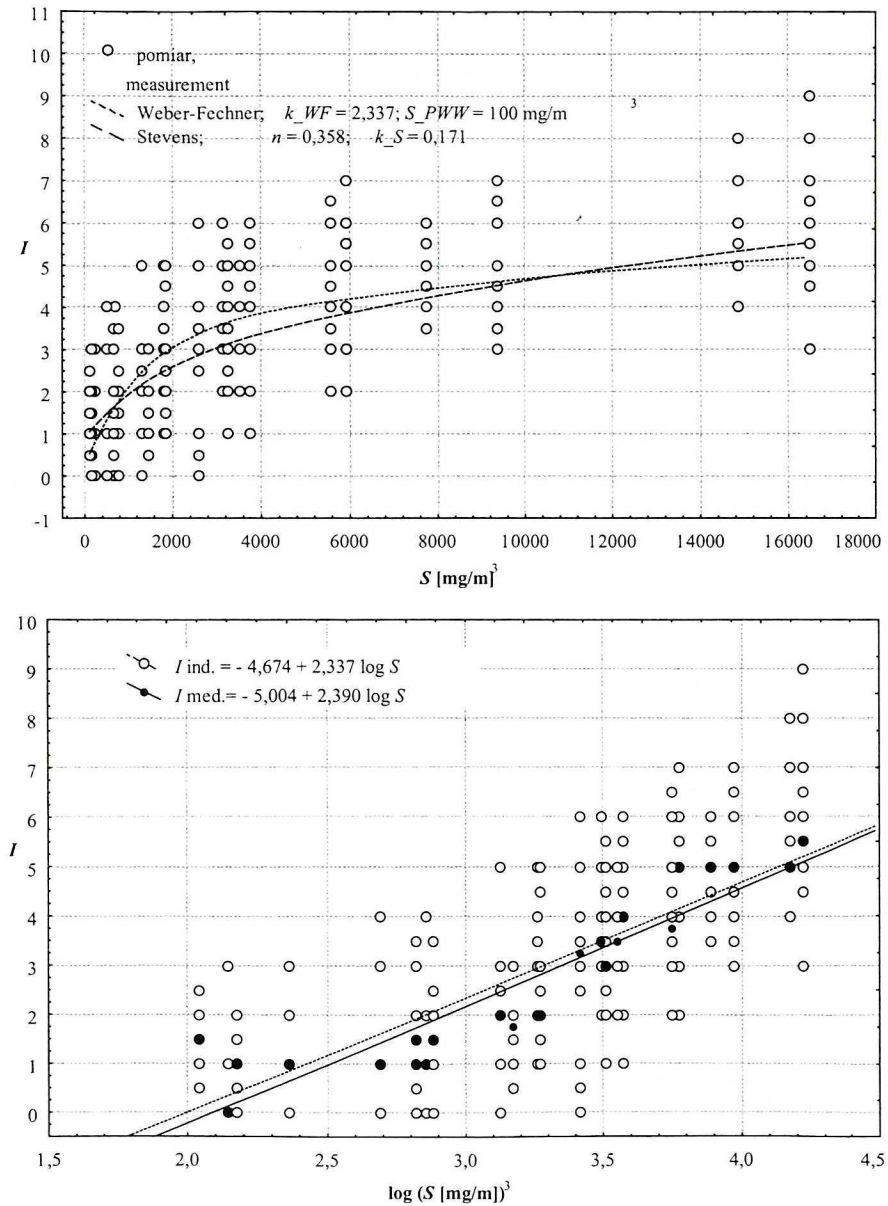 11
10
9
8
7
6
5
4
3
2
1
0
-1
I
pomiar,
measurement
Weber-Fechner; k_WF = 2,337; S_PWW = 100 mg/m 3
Stevens; n = 0,358; k_S = 0,171
0 2000 4000 6000 8000 10000 12000 14000 16000 18000
S [mg/m]3
10
9
8
7
6
5
4
3
2
1
0
I
I ind. = - 4,674 + 2,337 log S
I med.= - 5,004 + 2,390 log S
1,5 2,0 2,5 3,0 3,5 4,0 4,5
log (S [mg/m])3